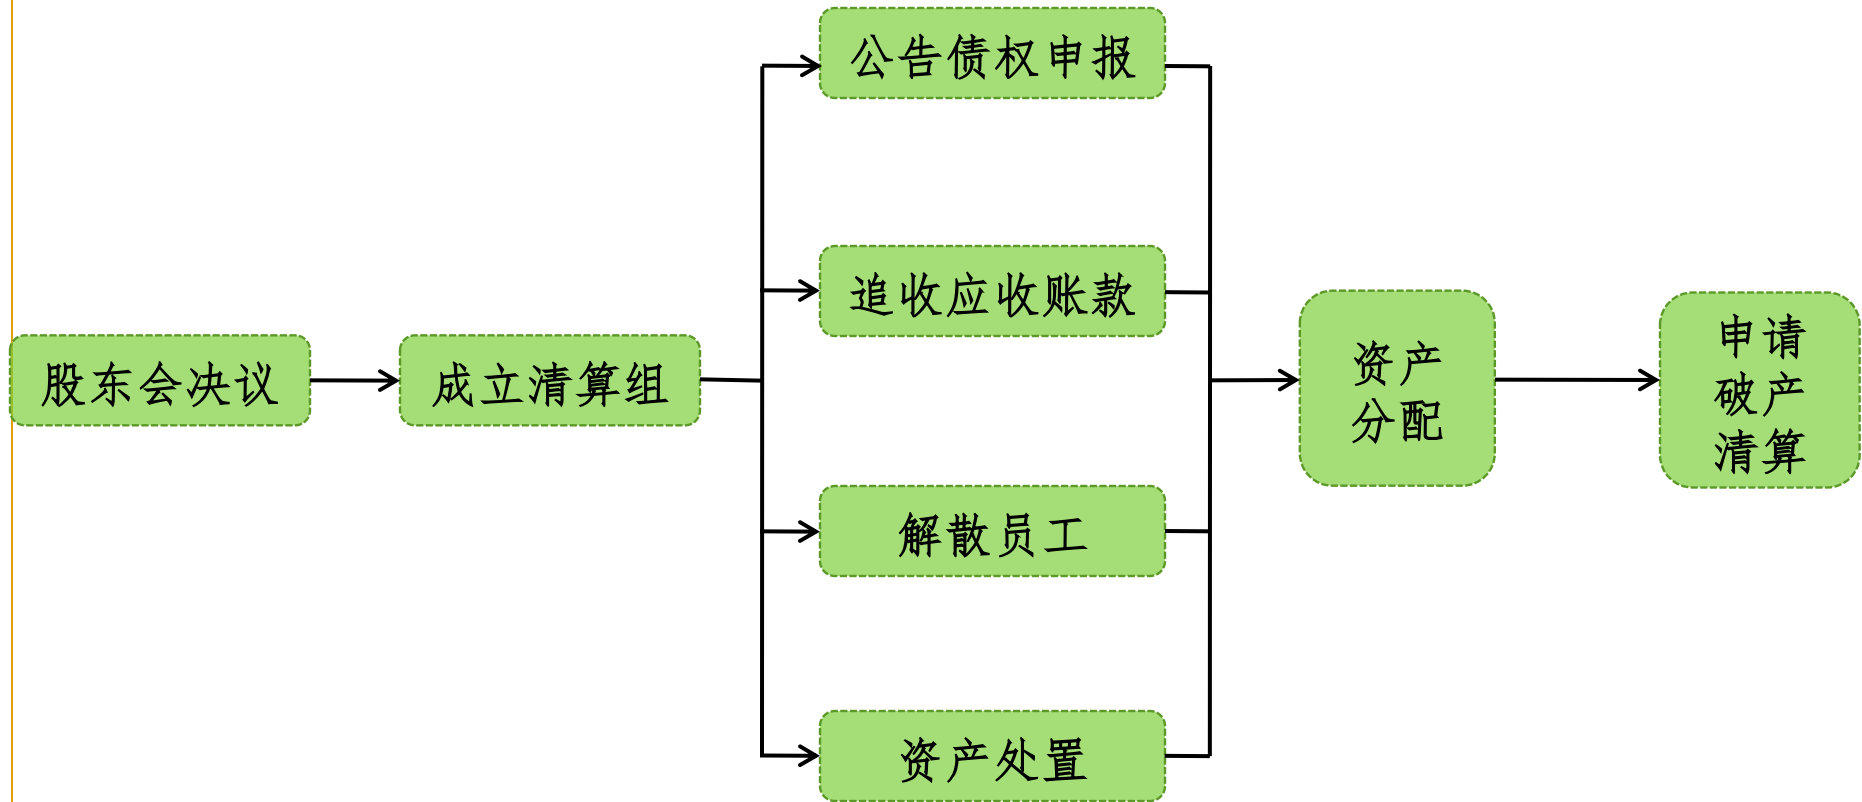 股东会决议
成立清算组
公告债权申报
追收应收账款
解散员工
资产处置
资产
分配
申请
破产
清算